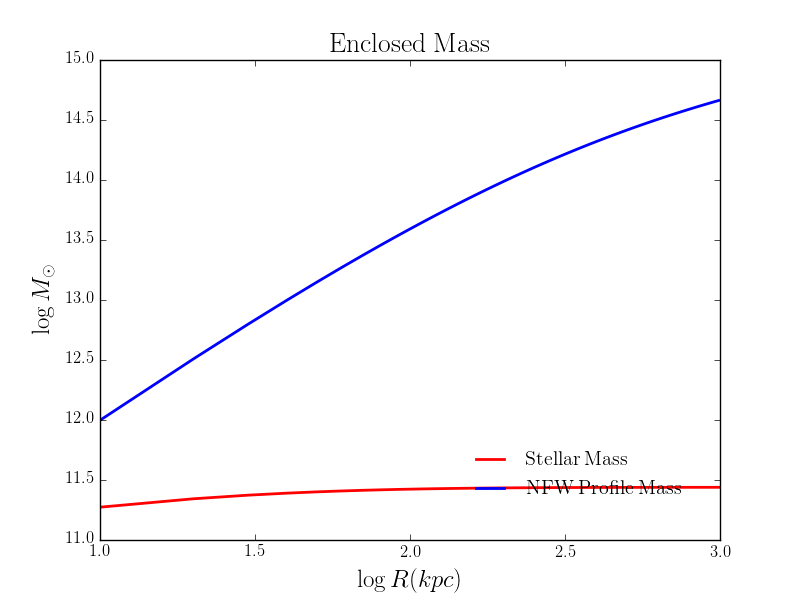 Enclosed Mass
15.0
14.5
14.0
13.5
13.0
12.5
12.0
11.5
11.0
log M⊙
Stellar Mass
NFW Profile Mass
1.0 1.5 2.0 2.5 3.0
log R(kpc)